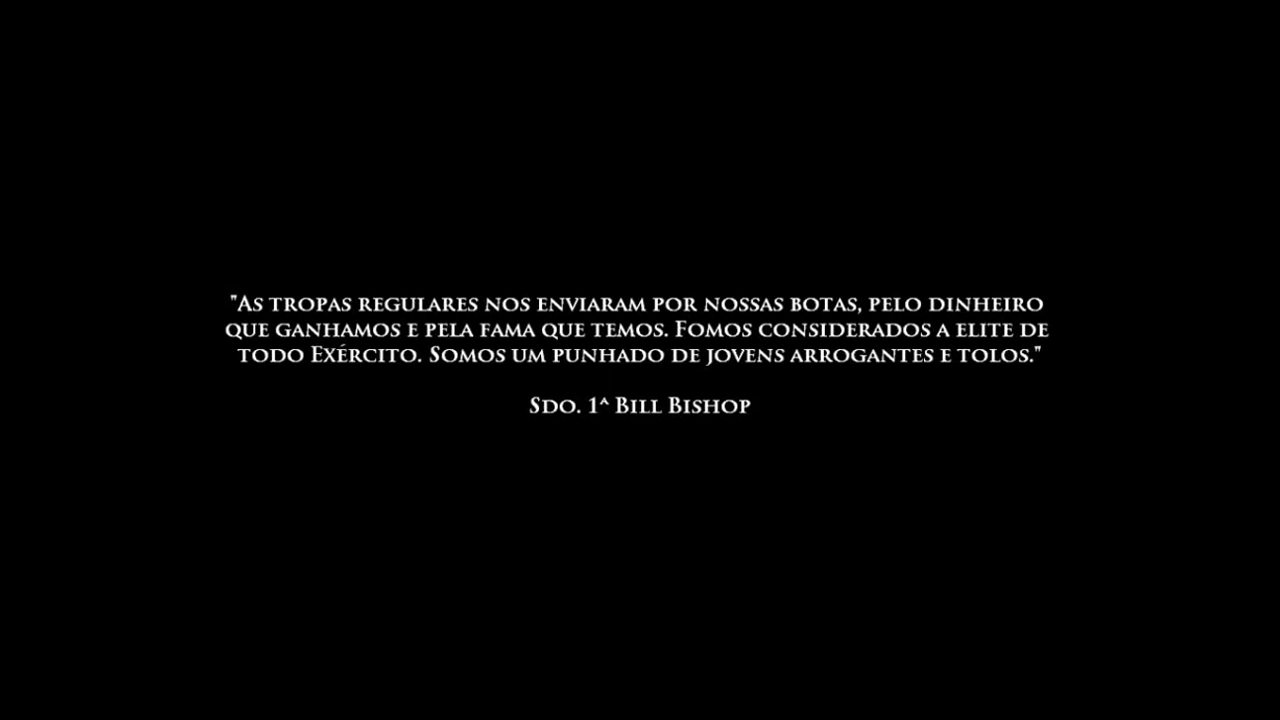 "As tropas regulares nos enviaram por nossas botas, pelo dinheiro
que ganhamos e pela fama que temos. Fomos considerados a elite de
todo Exército. Somos um punhado de jovens arrogantes e tolos."
Sdo. 1^ Bill Bishop